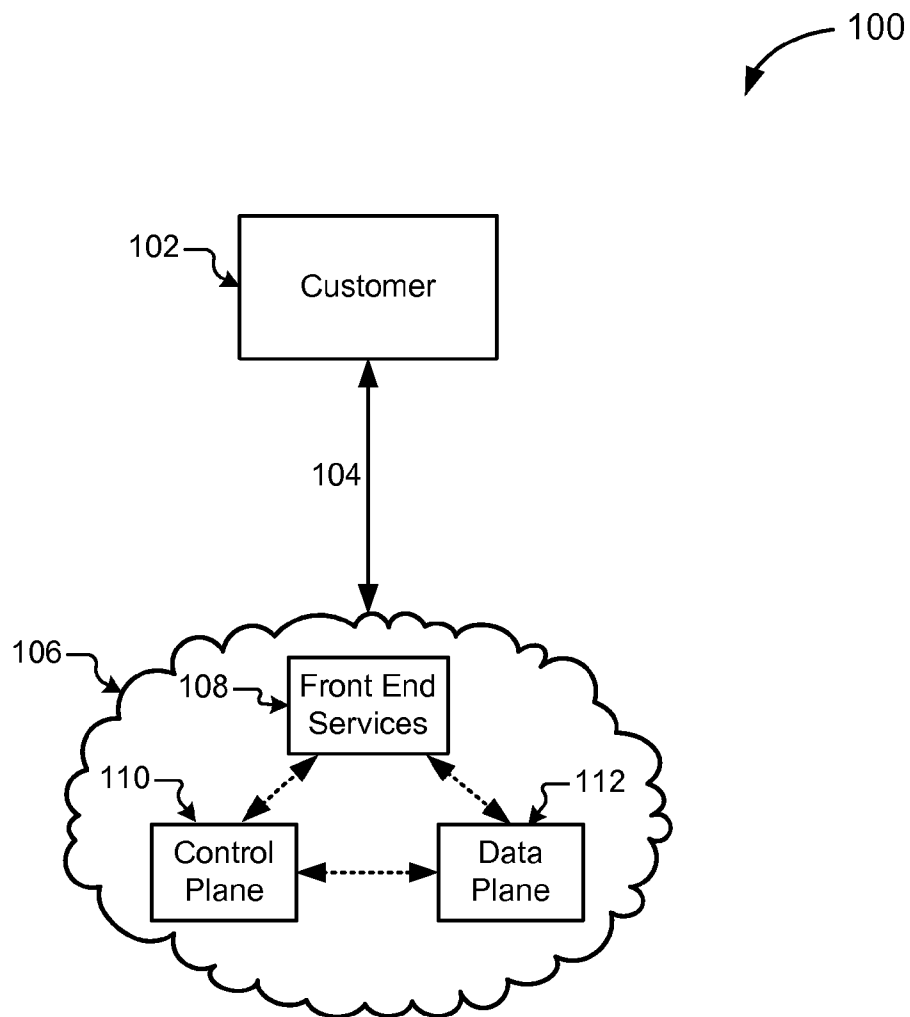 100
102
Customer
104
106
108
Front End
Services
110
112
Control
Plane
Data
Plane